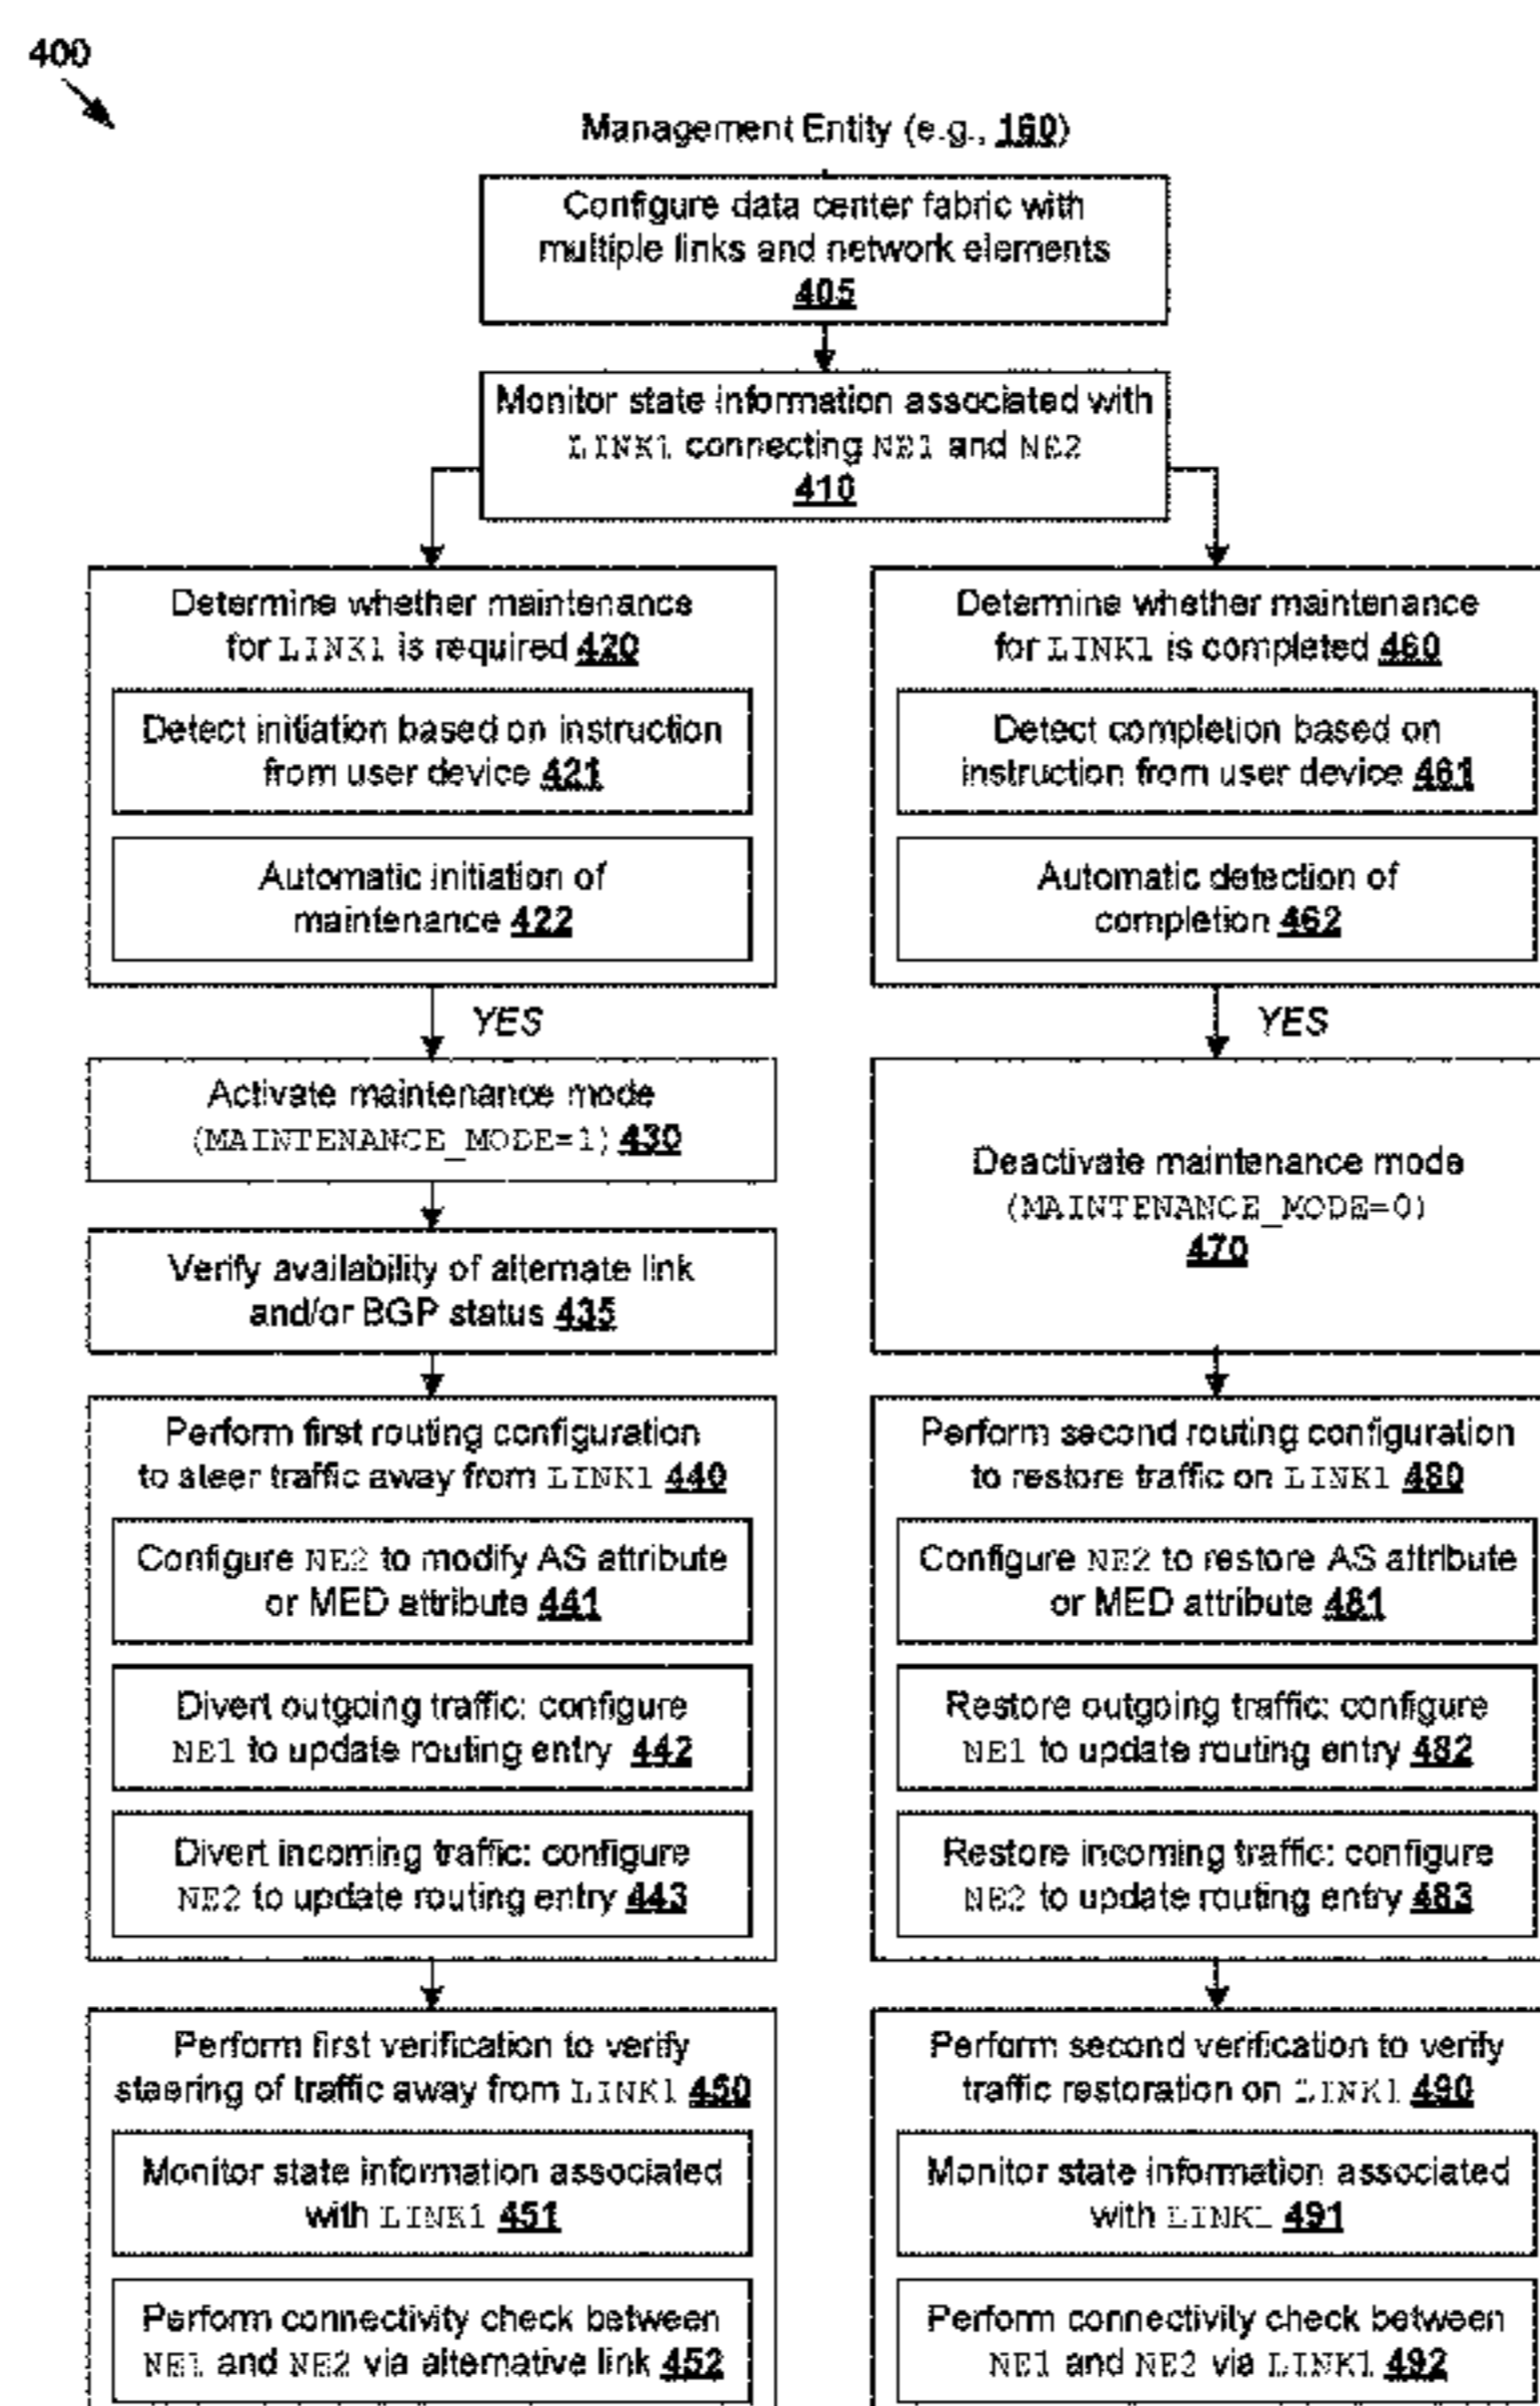 400
Management Entity (e.g., 160)
Configure data center fabric with
multiple links and network elements
405
Monitor state information associated with
LINK1 connecting NE1 and NE2
410
Determine whether maintenance
for LINK1 is required 420
Detect initiation based on instruction
from user device 421
Automatic initiation of
maintenance 422
YES
Activate maintenance mode
(MAINTENANCE_MODE=1) 430
Verify availability of alternate link
and/or BGP status 435
Perform first routing configuration
to steer traffic away from LINK1 440
Configure NE2 to modify AS attribute
or MED attribute 441
Divert outgoing traffic: configure
NE1 to update routing entry 442
Divert incoming traffic: configure
NE2 to update routing entry 443
Perform first verification to verify
steering of traffic away from LINK1 450
Monitor state information associated
with LINK1 451
Perform connectivity check between
NE1 and NE2 via alternative link 452
Determine whether maintenance
for LINK1 is completed 460
Detect completion based on
instruction from user device 461
Automatic detection of
completion 462
YES
Deactivate maintenance mode
(MAINTENANCE_MODE=0)
470
Perform second routing configuration
to restore traffic on LINK1 480
Configure NE2 to restore AS attribute
or MED attribute 481
Restore outgoing traffic: configure
NE1 to update routing entry 482
Restore incoming traffic: configure
NE2 to update routing entry 483
Perform second verification to verify
traffic restoration on LINK1 490
Monitor state information associated
with LINK1 491
Perform connectivity check between
NE1 and NE2 via LINK1 492